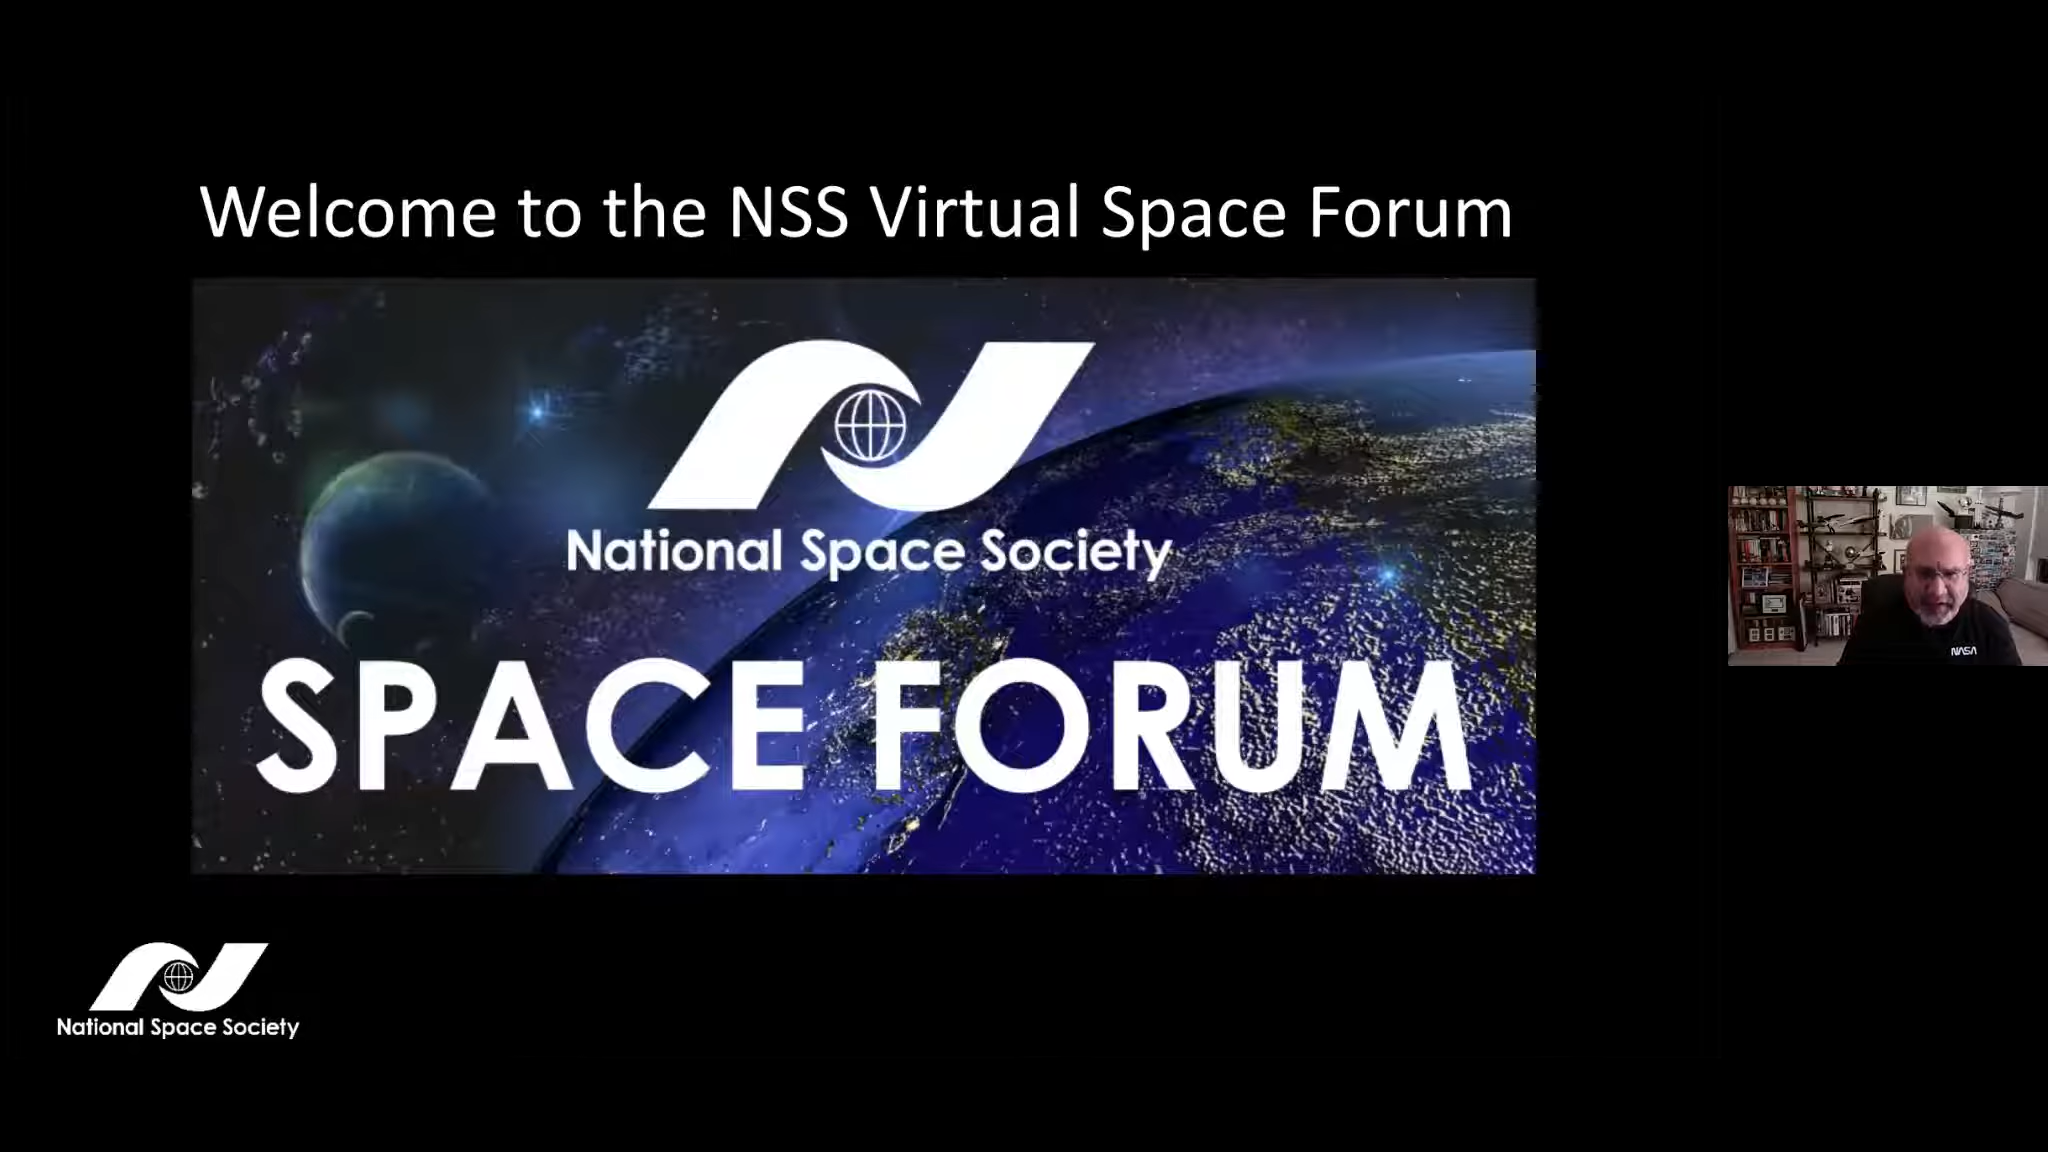 Welcome to the NSS Virtual Space Forum
National Space Society
SPACE FORUM
NASA
National Space Society